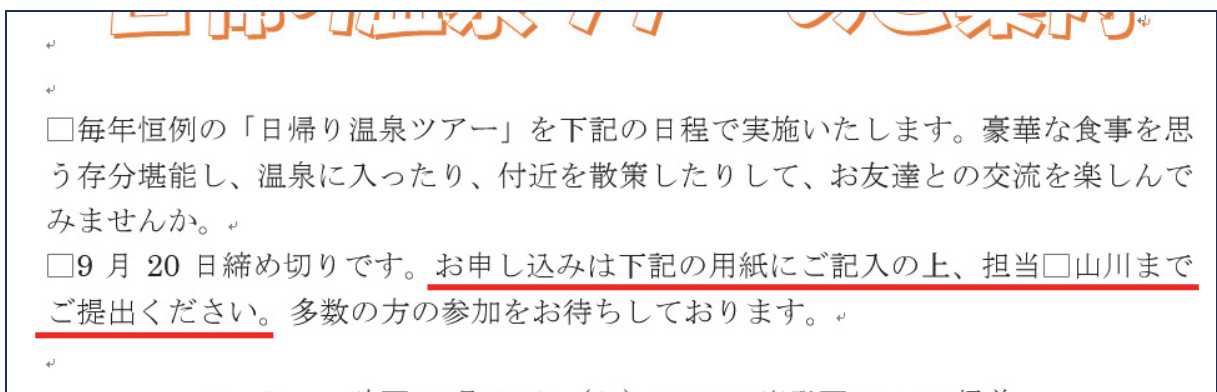 □毎年恒例の「日帰り温泉ツアー」を下記の日程で実施いたします。豪華な食事を思
う存分堪能し、温泉に入ったり、付近を散策したりして、お友達との交流を楽しんで
みませんか。
□9 月 20 日締め切りです。お申し込みは下記の用紙にご記入の上、担当□山川まで
ご提出ください。多数の方の参加をお待ちしております。